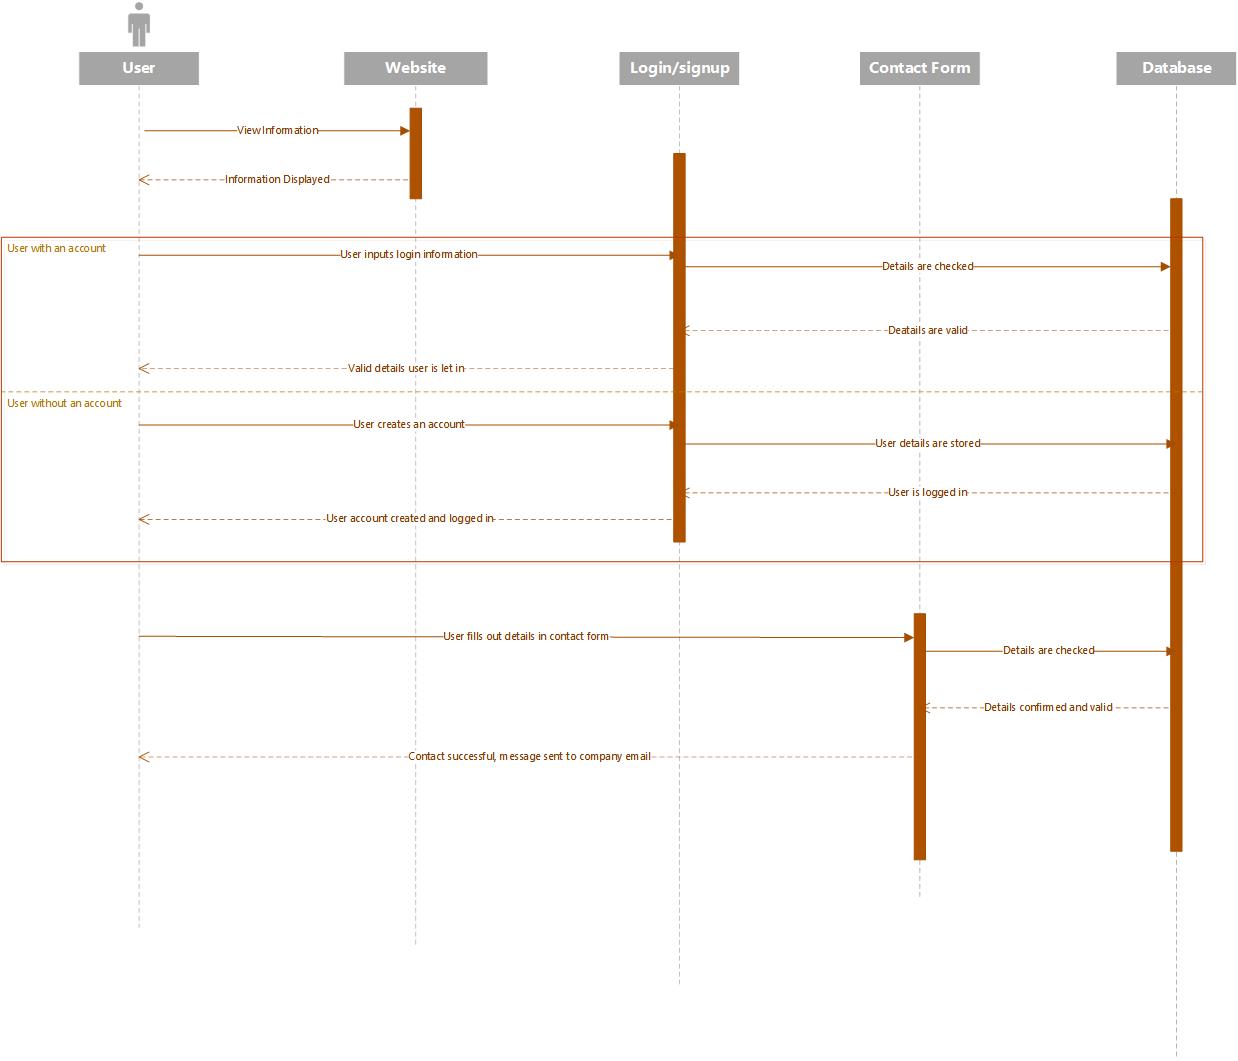 User
Website
Login/signup
Contact Form
Database
View Information
Information Displayed
User with an account
User inputs login information
Details are checked
Deatails are valid
Valid details user is let in
User without an account
User creates an account
User details are stored
User is logged in
User account created and logged in
User fills out details in contact form
Details are checked
Details confirmed and valid
Contact successful, message sent to company email